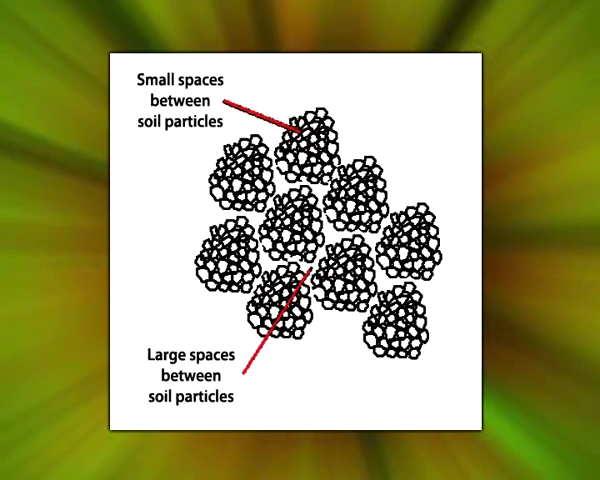 Small spaces
between
soil particles
Large spaces
between
soil particles